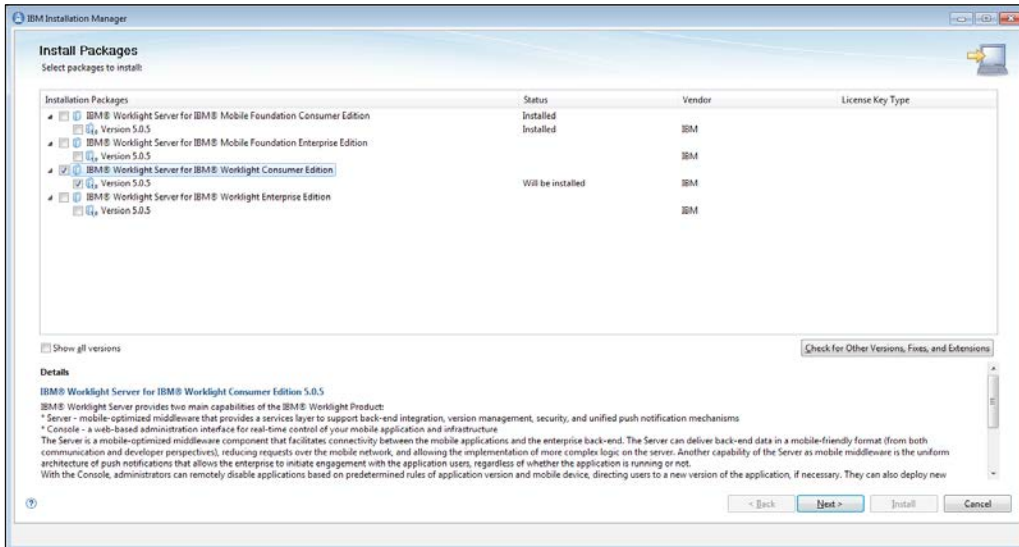 IBM Installation Manager
Install Packages
Select packages to install:
Installation Packages Status Vendor License Key Type
IBM® Worklight Server for IBM® Mobile Foundation Consumer Edition Installed
Version 5.0.5 Installed IBM
IBM® Worklight Server for IBM® Mobile Foundation Enterprise Edition
Version 5.0.5 IBM
IBM® Worklight Server for IBM® Worklight Consumer Edition
Version 5.0.5 Will be installed IBM
IBM® Worklight Server for IBM® Worklight Enterprise Edition
Version 5.0.5 IBM
Show all versions Check for Other Versions, Fixes, and Extensions
Details
IBM® Worklight Server for IBM® Worklight Consumer Edition 5.0.5
IBM® Worklight Server provides two main capabilities of the IBM® Worklight Product:
* Server - mobile-optimized middleware that provides a services layer to support back-end integration, version management, security, and unified push notification mechanisms
* Console - a web-based administration interface for real-time control of your mobile application and infrastructure
The Server is a mobile-optimized middleware component that facilitates connectivity between the mobile applications and the enterprise back-end. The Server can deliver back-end data in a mobile-friendly format (from both
communication and developer perspectives), reducing requests over the mobile network, and allowing the implementation of more complex logic on the server. Another capability of the Server as mobile middleware is the uniform
architecture of push notifications that allows the enterprise to initiate engagement with the application users, regardless of whether the application is running or not.
With the Console, administrators can remotely disable applications based on predetermined rules of application version and mobile device, directing users to a new version of the application, if necessary. They can also deploy new
< Back Next > Install Cancel